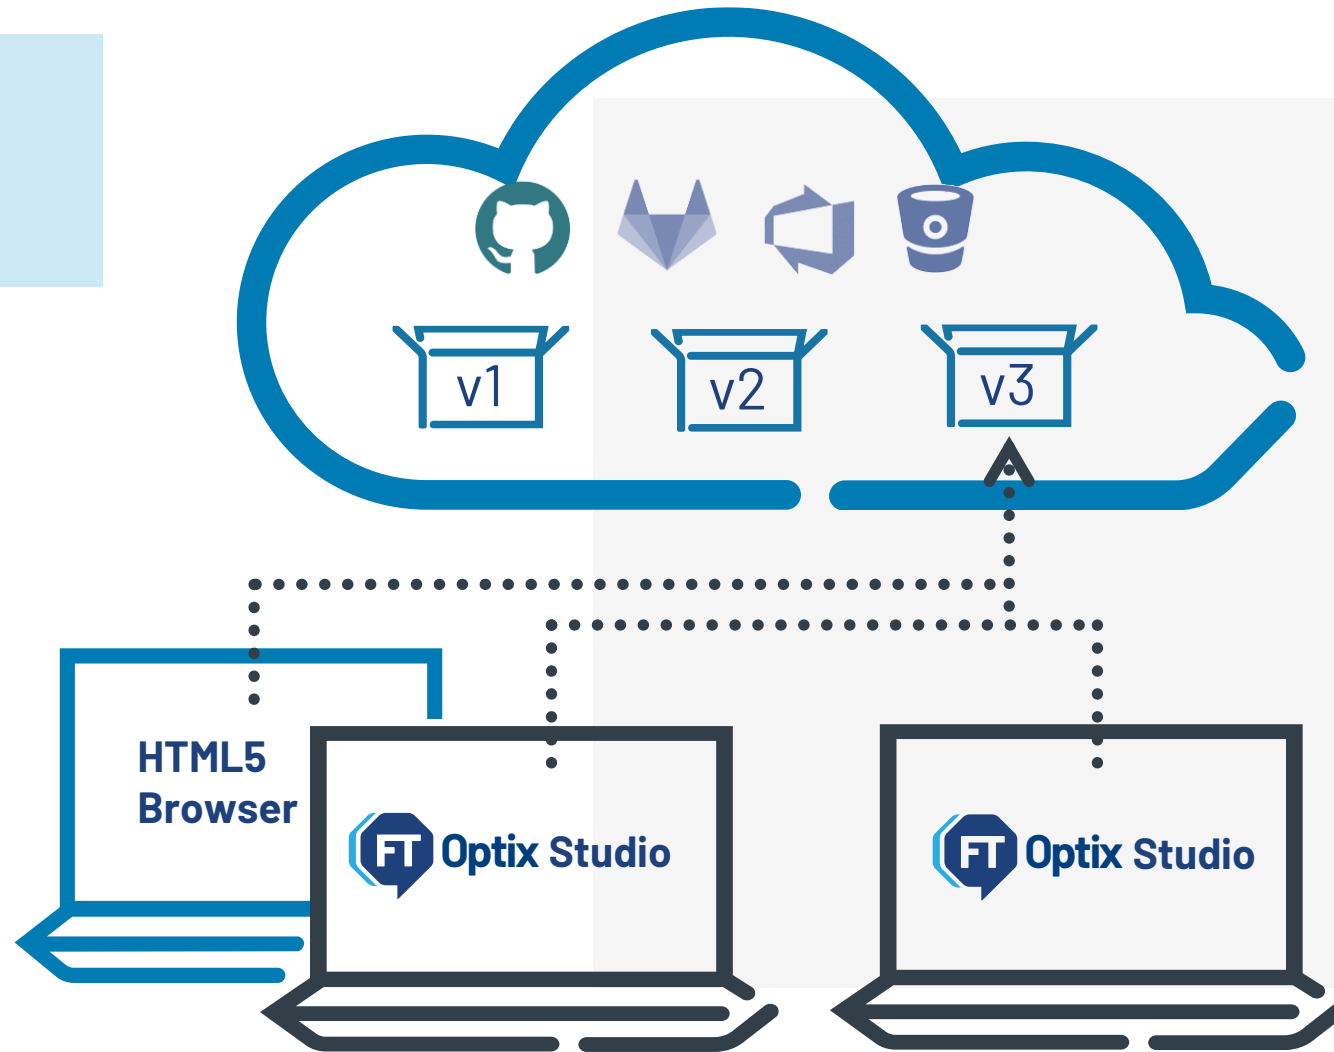 v1
v2
v3
HTML5
Browser
FT Optix Studio
FT Optix Studio